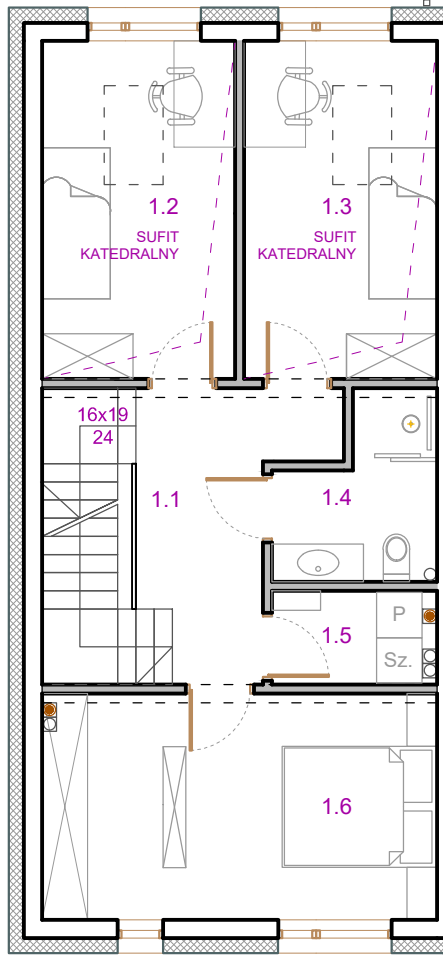 1.2
SUFIT
KATEDRALNY
1.3
SUFIT
KATEDRALNY
16x19
24
1.1
1.4
1.5
P
Sz.
1.6